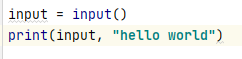 input = input()
print(input, "hello world")